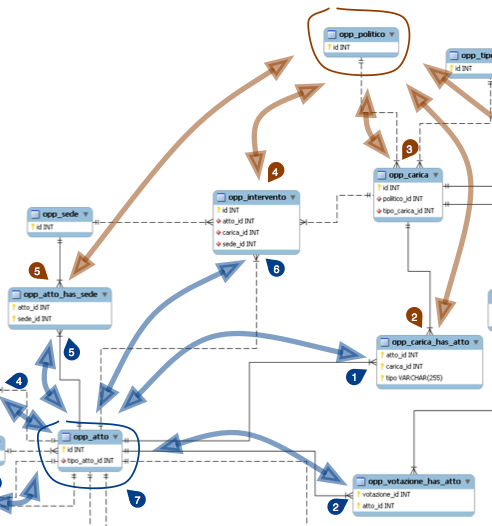 opp_politico
id INT
opp_tipo
id INT
3
4
opp_carica
id INT
politico_id INT
tipo_carica_id INT
opp_intervento
id INT
atto_id INT
carica_id INT
sede_id INT
opp_sede
id INT
5
6
opp_atto_has_sede
atto_id INT
sede_id INT
2
opp_carica_has_atto
atto_id INT
carica_id INT
tipo VARCHAR(255)
5
4
1
opp_atto
id INT
tipo_atto_id INT
7
2
opp_votazione_has_atto
votazione_id INT
atto_id INT